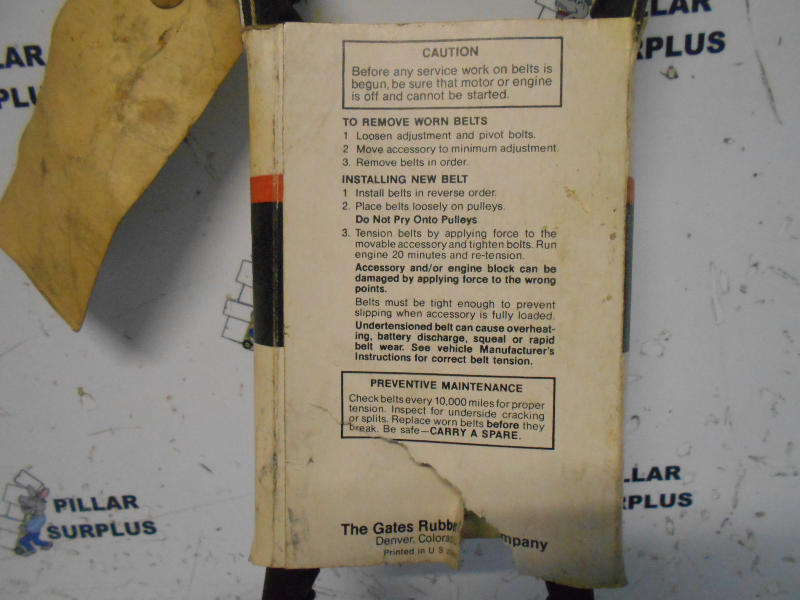 CAUTION
Before any service work on belts is
begun, be sure that motor or engine
is off and cannot be started.
TO REMOVE WORN BELTS
1 Loosen adjustment and pivot bolts.
2 Move accessory to minimum adjustment.
3. Remove belts in order.
INSTALLING NEW BELT
1 Install belts in reverse order.
2. Place belts loosely on pulleys.
Do Not Pry Onto Pulleys
3. Tension belts by applying force to the
movable accessory and tighten bolts. Run
engine 20 minutes and re-tension.
Accessory and/or engine block can be
damaged by applying force to the wrong
points.
Belts must be tight enough to prevent
slipping when accessory is fully loaded.
Undertensioned belt can cause overheat-
ing, battery discharge, squeal or rapid
belt wear. See vehicle Manufacturer's
Instructions for correct belt tension.
PREVENTIVE MAINTENANCE
Check belts every 10,000 miles for proper
tension. Inspect for underside cracking
or splits. Replace worn belts before they
break. Be safe—CARRY A SPARE.
The Gates Rubbe mpany
Denver, Colora
Printed in U S
PILLAR
SURPLUS
LAR
PLU
PILLAR
RPLUS
LLAR
RPLUS